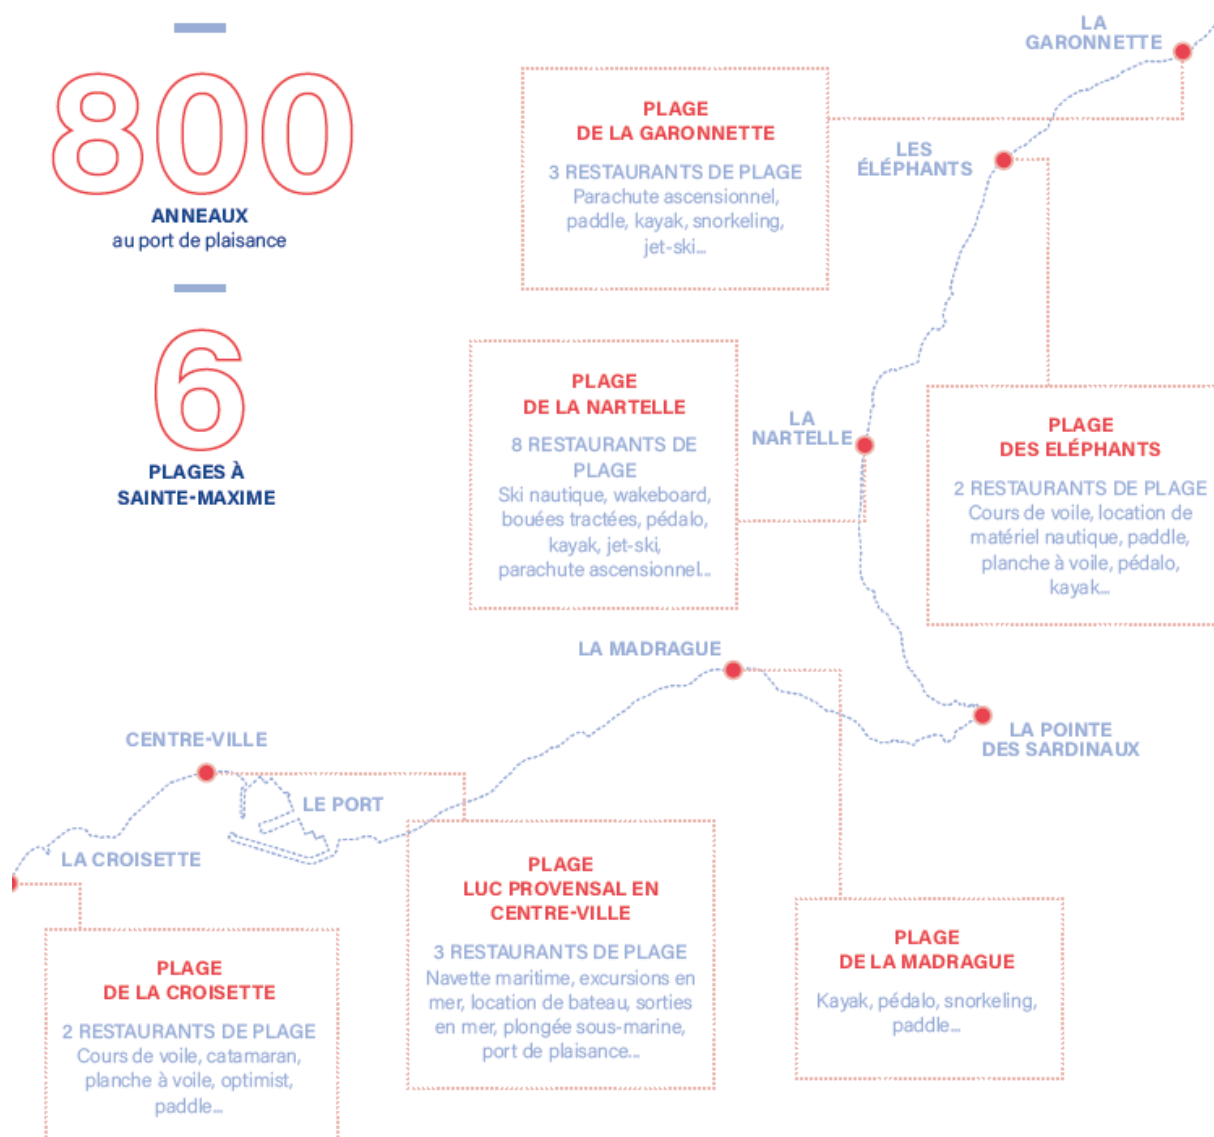 800
ANNEAUX
au port de plaisance
6
PLAGES À
SAINTE-MAXIME
LA
GARONNETTE
PLAGE
DE LA GARONNETTE
3 RESTAURANTS DE PLAGE
Parachute ascensionnel,
paddle, kayak, snorkeling,
jet-ski...
LES
ÉLÉPHANTS
PLAGE
DE LA NARTELLE
8 RESTAURANTS DE
PLAGE
Ski nautique, wakeboard,
bouées tractées, pédalo,
kayak, jet-ski,
parachute ascensionnel...
LA
NARTELLE
PLAGE
DES ELÉPHANTS
2 RESTAURANTS DE PLAGE
Cours de voile, location de
matériel nautique, paddle,
planche à voile, pédalo,
kayak...
LA MADRAGUE
LA POINTE
DES SARDINAUX
CENTRE-VILLE
LE PORT
LA CROISETTE
PLAGE
DE LA CROISETTE
2 RESTAURANTS DE PLAGE
Cours de voile, catamaran,
planche à voile, optimist,
paddle...
PLAGE
LUC PROVENSAL EN
CENTRE-VILLE
3 RESTAURANTS DE PLAGE
Navette maritime, excursions en
mer, location de bateau, sorties
en mer, plongée sous-marine,
port de plaisance...
PLAGE
DE LA MADRAGUE
Kayak, pédalo, snorkeling,
paddle...